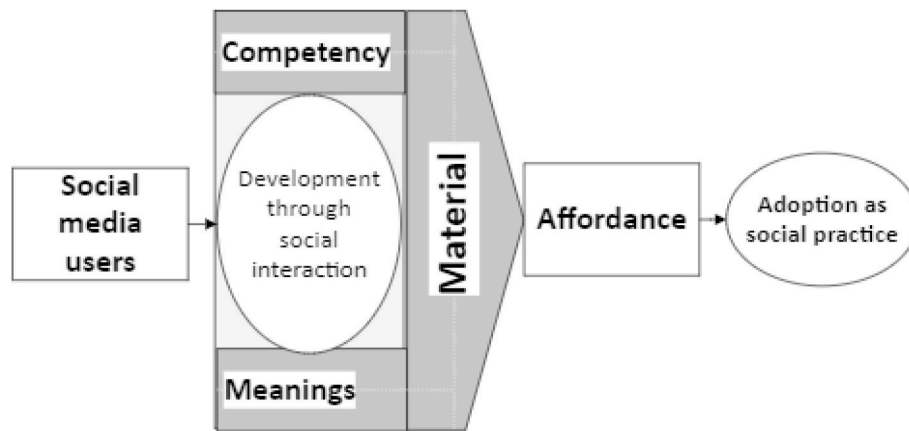 Social
media
users
Competency
Development
through
social
interaction
Meanings
Material
Affordance
Adoption as
social practice